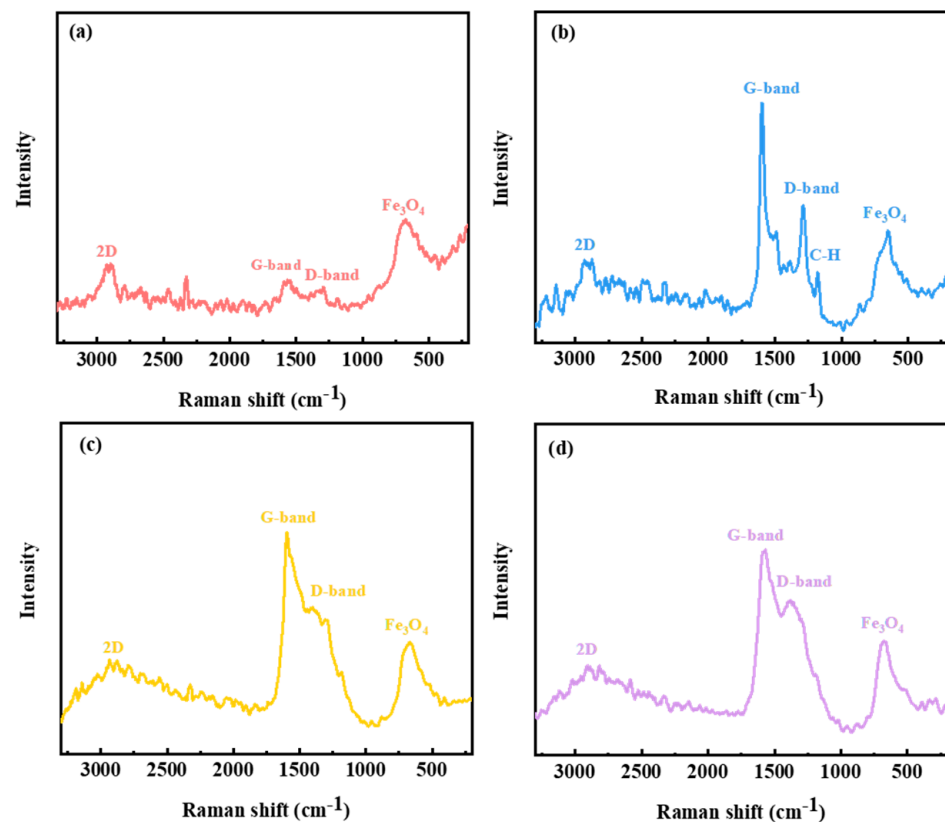 (a)
Intensity
2D
G-band
D-band
Fe₃O₄
3000 2500 2000 1500 1000 500
Raman shift (cm⁻¹)
(b)
Intensity
2D
G-band
D-band
C-H
Fe₃O₄
3000 2500 2000 1500 1000 500
Raman shift (cm⁻¹)
(c)
Intensity
2D
G-band
D-band
Fe₃O₄
3000 2500 2000 1500 1000 500
Raman shift (cm⁻¹)
(d)
Intensity
2D
G-band
D-band
Fe₃O₄
3000 2500 2000 1500 1000 500
Raman shift (cm⁻¹)